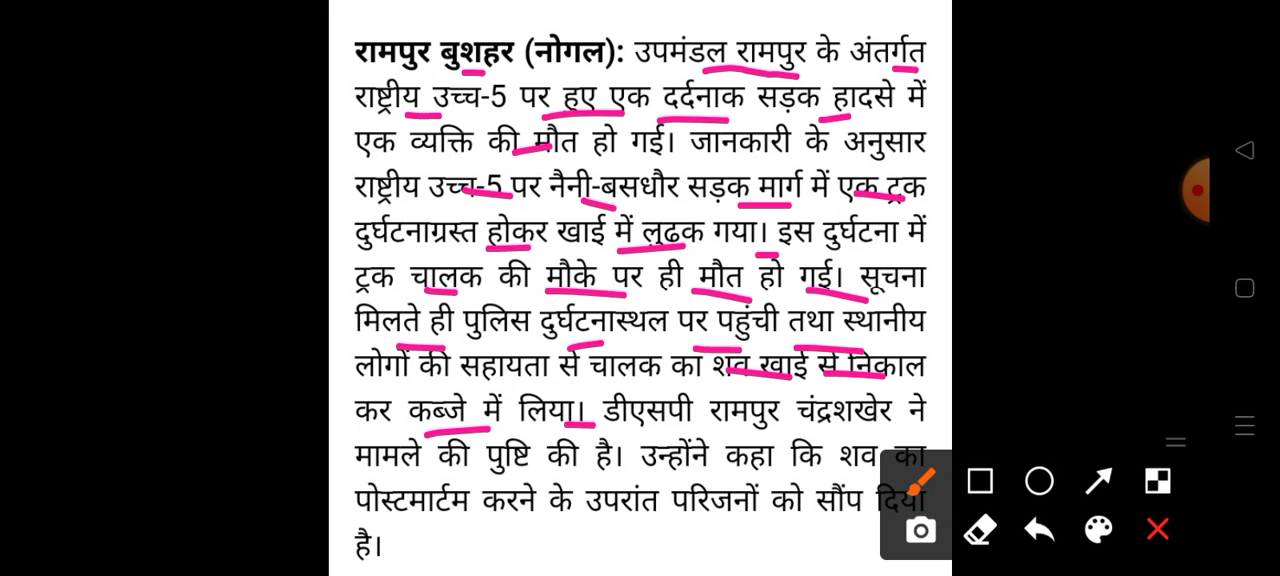 रामपुर बुशहर (नोगल): उपमंडल रामपुर के अंतर्गत
राष्ट्रीय उच्च-5 पर हुए एक दर्दनाक सड़क हादसे में
एक व्यक्ति की मौत हो गई। जानकारी के अनुसार
राष्ट्रीय उच्च-5 पर नैनी-बसधौर सड़क मार्ग में एक ट्रक
दुर्घटनाग्रस्त होकर खाई में लुढक गया। इस दुर्घटना में
ट्रक चालक की मौके पर ही मौत हो गई। सूचना
मिलते ही पुलिस दुर्घटनास्थल पर पहुंची तथा स्थानीय
लोगों की सहायता से चालक का शव खाई से निकाल
कर कब्जे में लिया। डीएसपी रामपुर चंद्रशखेर ने
मामले की पुष्टि की है। उन्होंने कहा कि शव का
पोस्टमार्टम करने के उपरांत परिजनों को सौंप दिया
है।